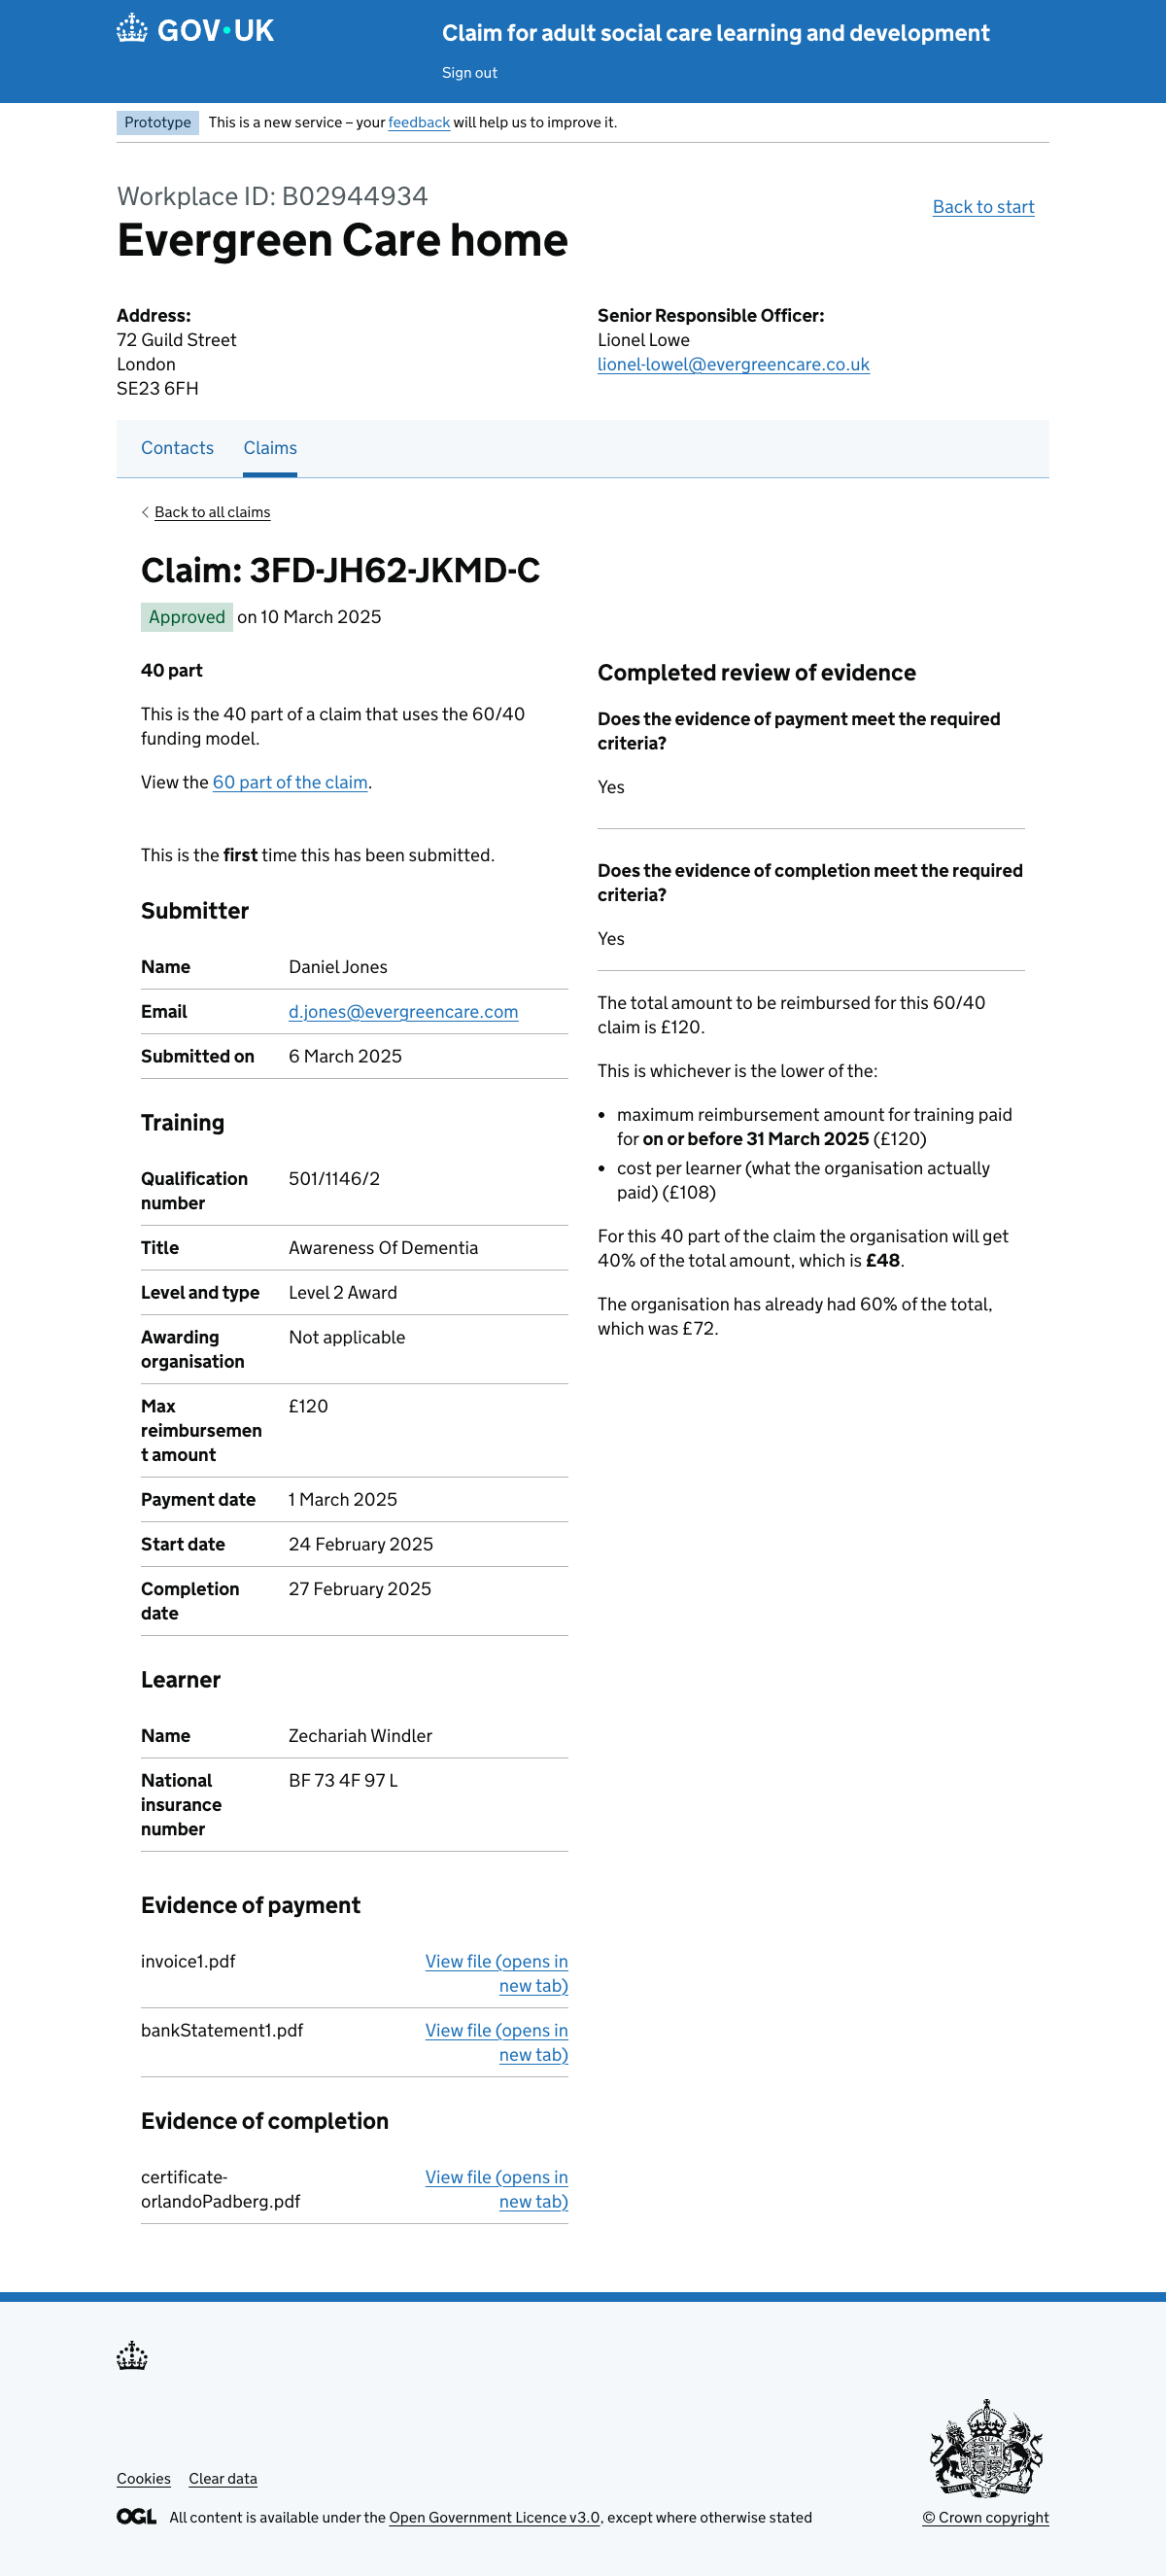 GOV·UK
Claim for adult social care learning and development
Sign out
Prototype This is a new service – your feedback will help us to improve it.
Workplace ID: B02944934
Back to start
Evergreen Care home
Address:
72 Guild Street
London
SE23 6FH
Senior Responsible Officer:
Lionel Lowe
lionel-lowel@evergreencare.co.uk
Contacts Claims
Back to all claims
Claim: 3FD-JH62-JKMD-C
Approved on 10 March 2025
40 part
This is the 40 part of a claim that uses the 60/40
funding model.
View the 60 part of the claim.
This is the first time this has been submitted.
Submitter
Name Daniel Jones
Email d.jones@evergreencare.com
Submitted on 6 March 2025
Training
Qualification
number
501/1146/2
Title Awareness Of Dementia
Level and type Level 2 Award
Awarding
organisation
Not applicable
Max
reimbursemen
t amount
£120
Payment date 1 March 2025
Start date 24 February 2025
Completion
date
27 February 2025
Learner
Name Zechariah Windler
National
insurance
number
BF 73 4F 97 L
Evidence of payment
invoice1.pdf
View file (opens in
new tab)
bankStatement1.pdf
View file (opens in
new tab)
Evidence of completion
certificate-
orlandoPadberg.pdf
View file (opens in
new tab)
Completed review of evidence
Does the evidence of payment meet the required
criteria?
Yes
Does the evidence of completion meet the required
criteria?
Yes
The total amount to be reimbursed for this 60/40
claim is £120.
This is whichever is the lower of the:
• maximum reimbursement amount for training paid
for on or before 31 March 2025 (£120)
• cost per learner (what the organisation actually
paid) (£108)
For this 40 part of the claim the organisation will get
40% of the total amount, which is £48.
The organisation has already had 60% of the total,
which was £72.
Cookies Clear data
OGL All content is available under the Open Government Licence v3.0, except where otherwise stated
© Crown copyright